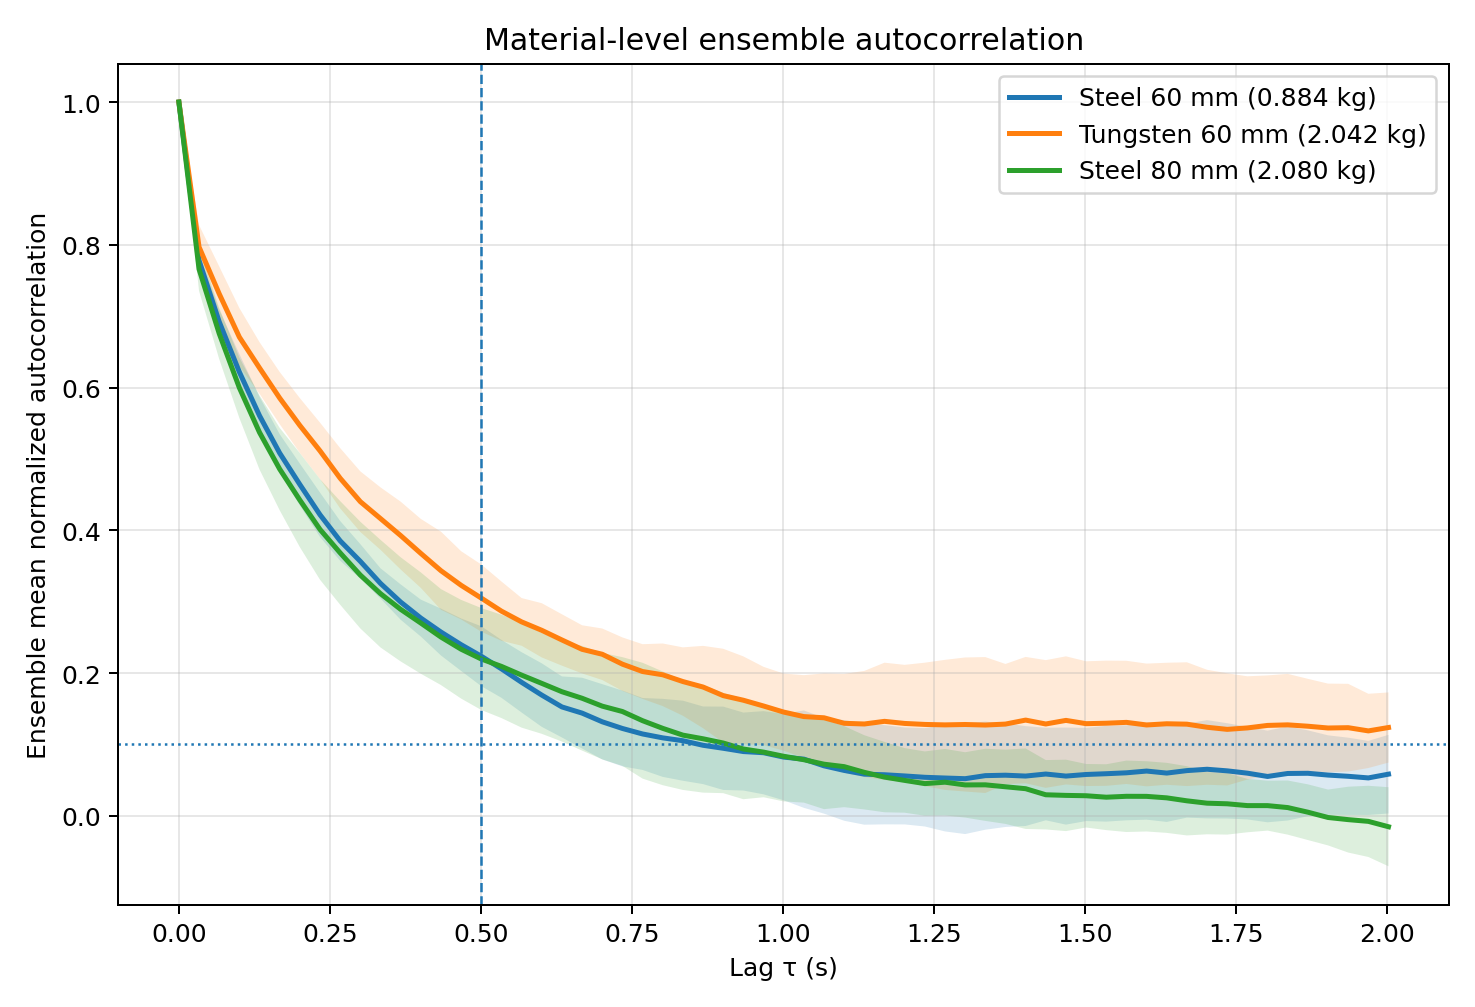 Material-level ensemble autocorrelation
Steel 60 mm (0.884 kg)
Tungsten 60 mm (2.042 kg)
Steel 80 mm (2.080 kg)
Ensemble mean normalized autocorrelation
1.0
0.8
0.6
0.4
0.2
0.0
0.00 0.25 0.50 0.75 1.00 1.25 1.50 1.75 2.00
Lag τ (s)